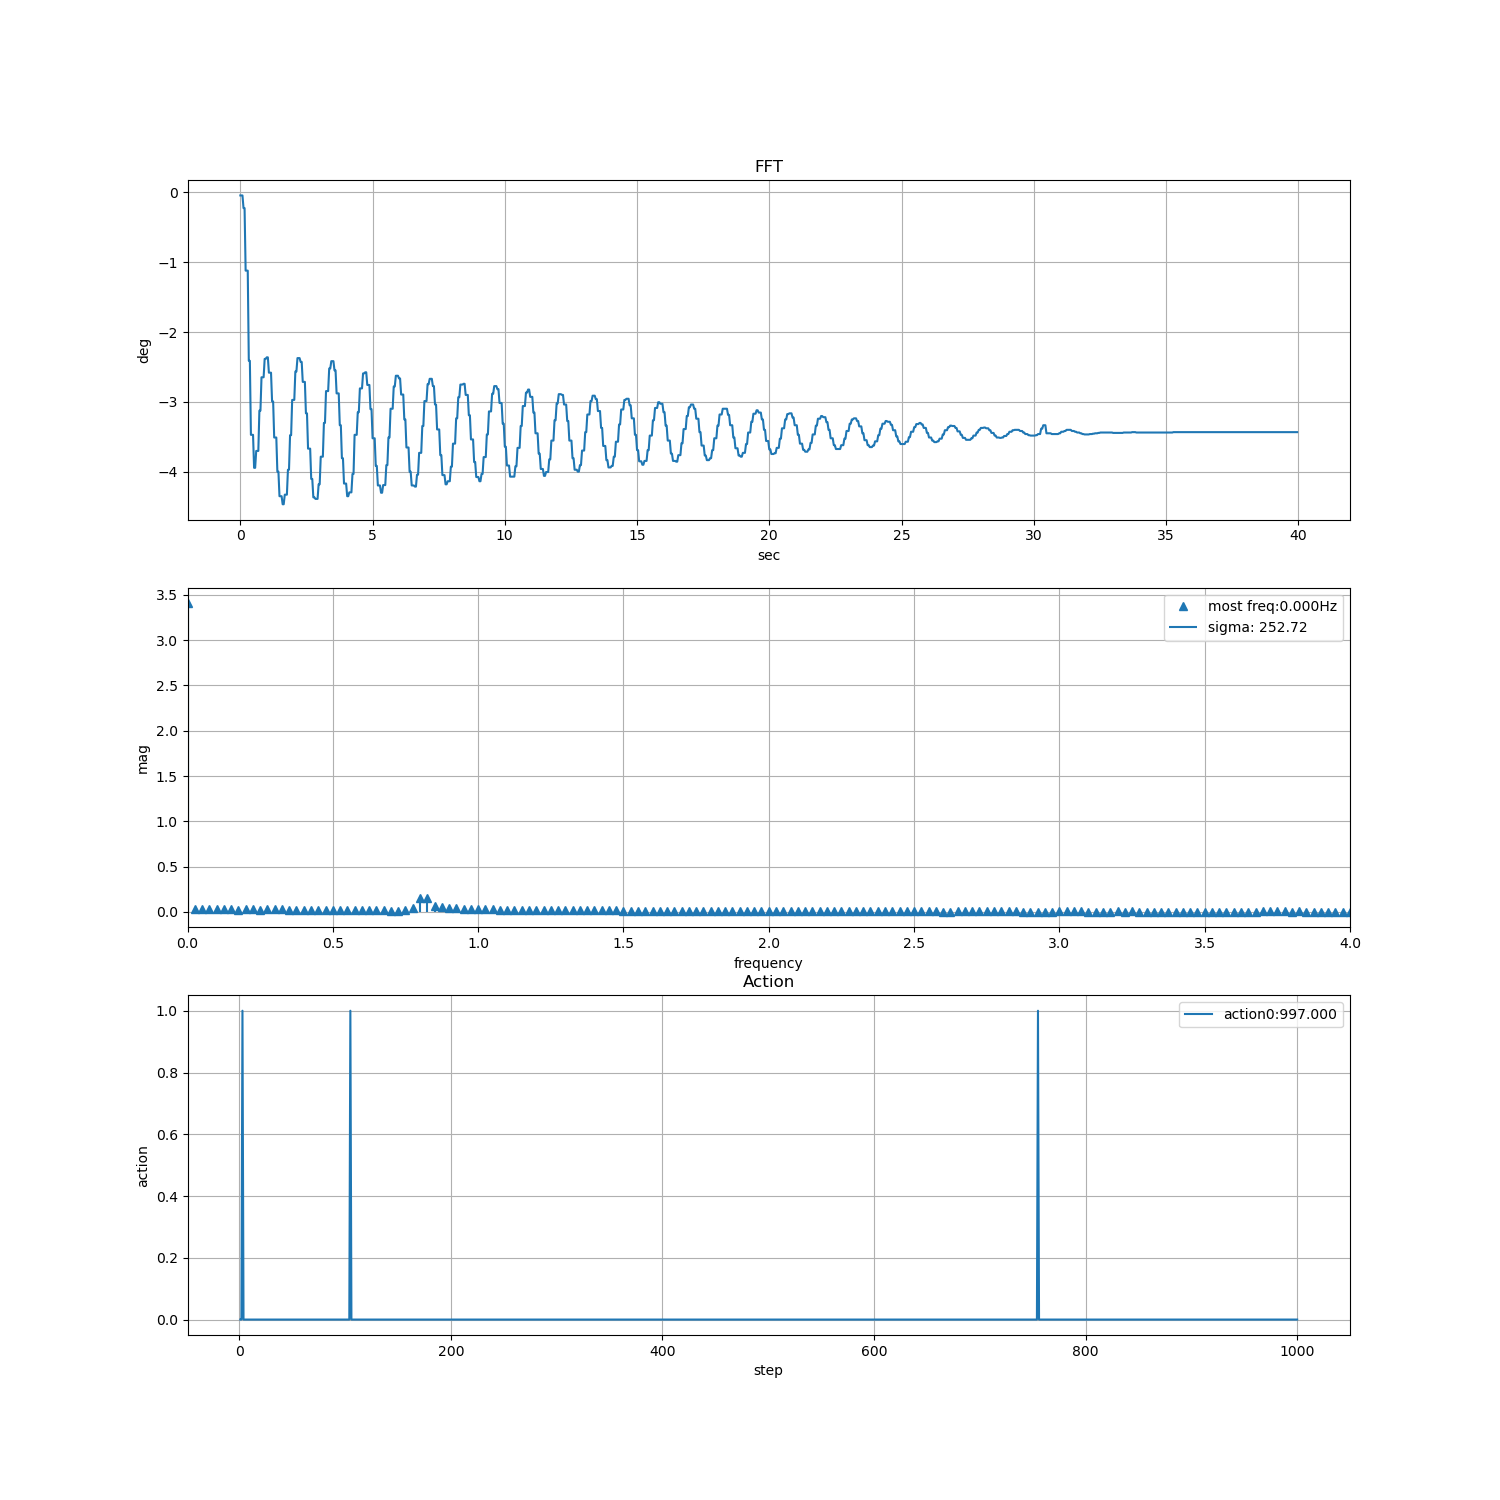 FFT
0
−1
−2
−3
−4
deg
0 5 10 15 20 25 30 35 40
sec
3.5
3.0
2.5
2.0
1.5
1.0
0.5
0.0
mag
most freq:0.000Hz
sigma: 252.72
0.0 0.5 1.0 1.5 2.0 2.5 3.0 3.5 4.0
frequency
Action
1.0
0.8
0.6
0.4
0.2
0.0
action
action0:997.000
0 200 400 600 800 1000
step